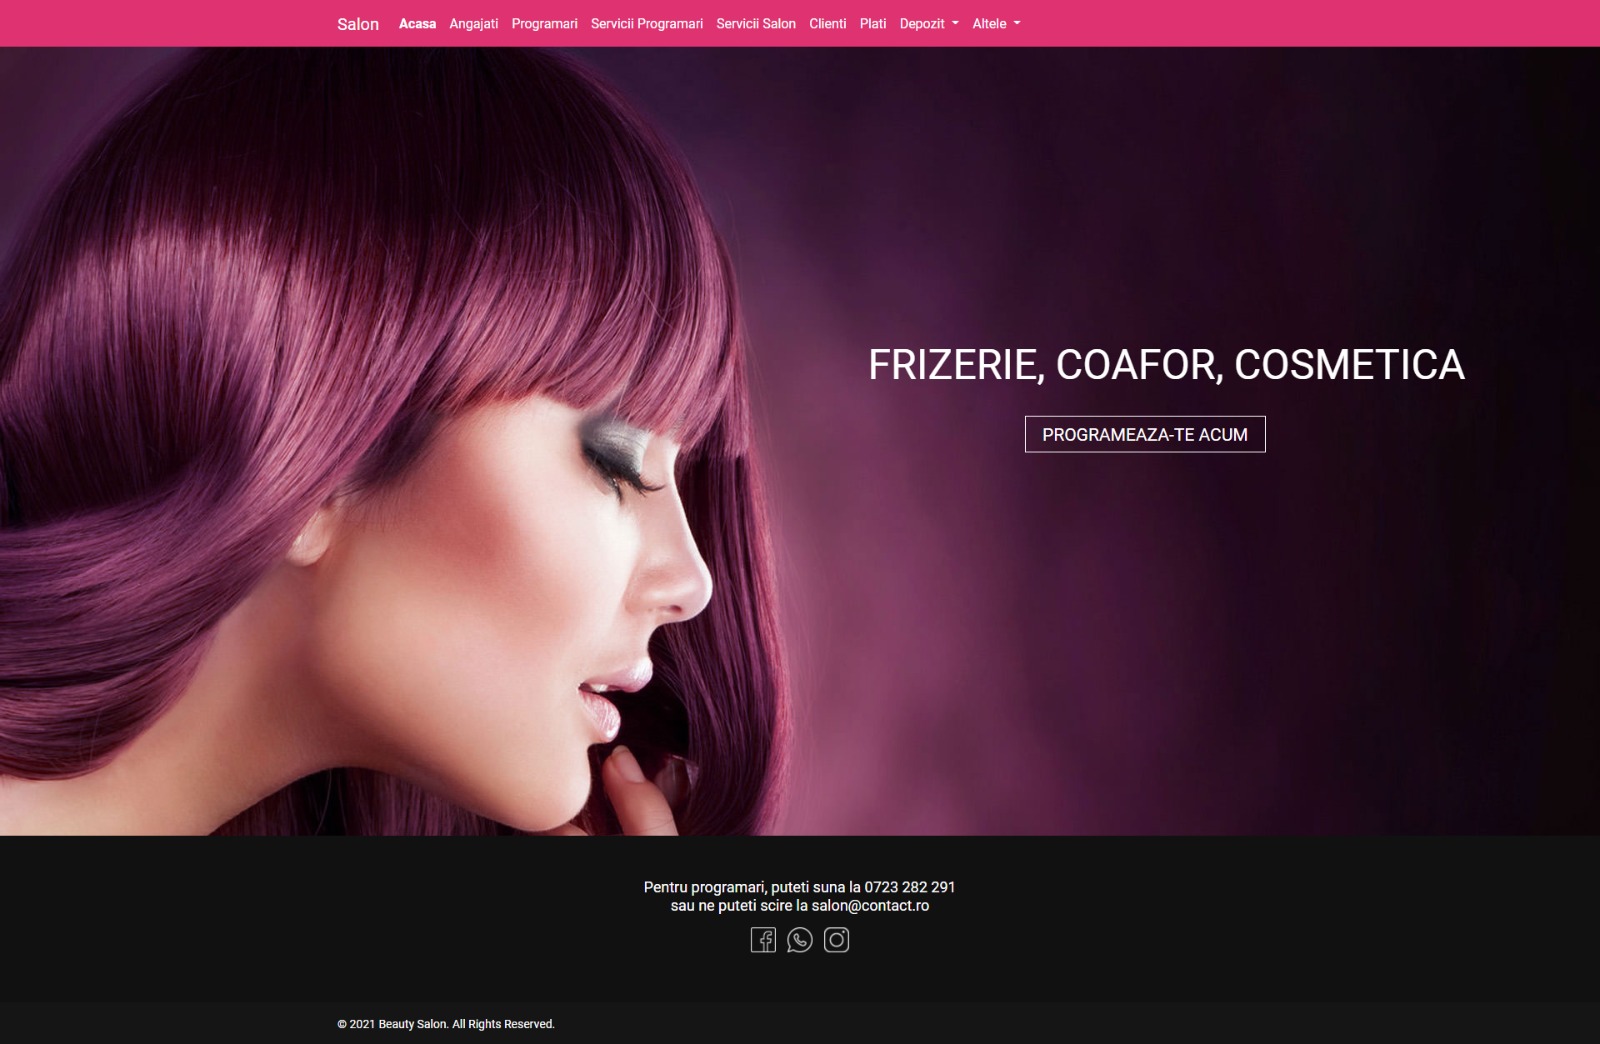 Salon Acasa Angajati Programari Servicii Programari Servicii Salon Clienti Plati Depozit Altele
FRIZERIE, COAFOR, COSMETICA
PROGRAMEAZA-TE ACUM
Pentru programari, puteti suna la 0723 282 291
sau ne puteti scire la salon@contact.ro
© 2021 Beauty Salon. All Rights Reserved.